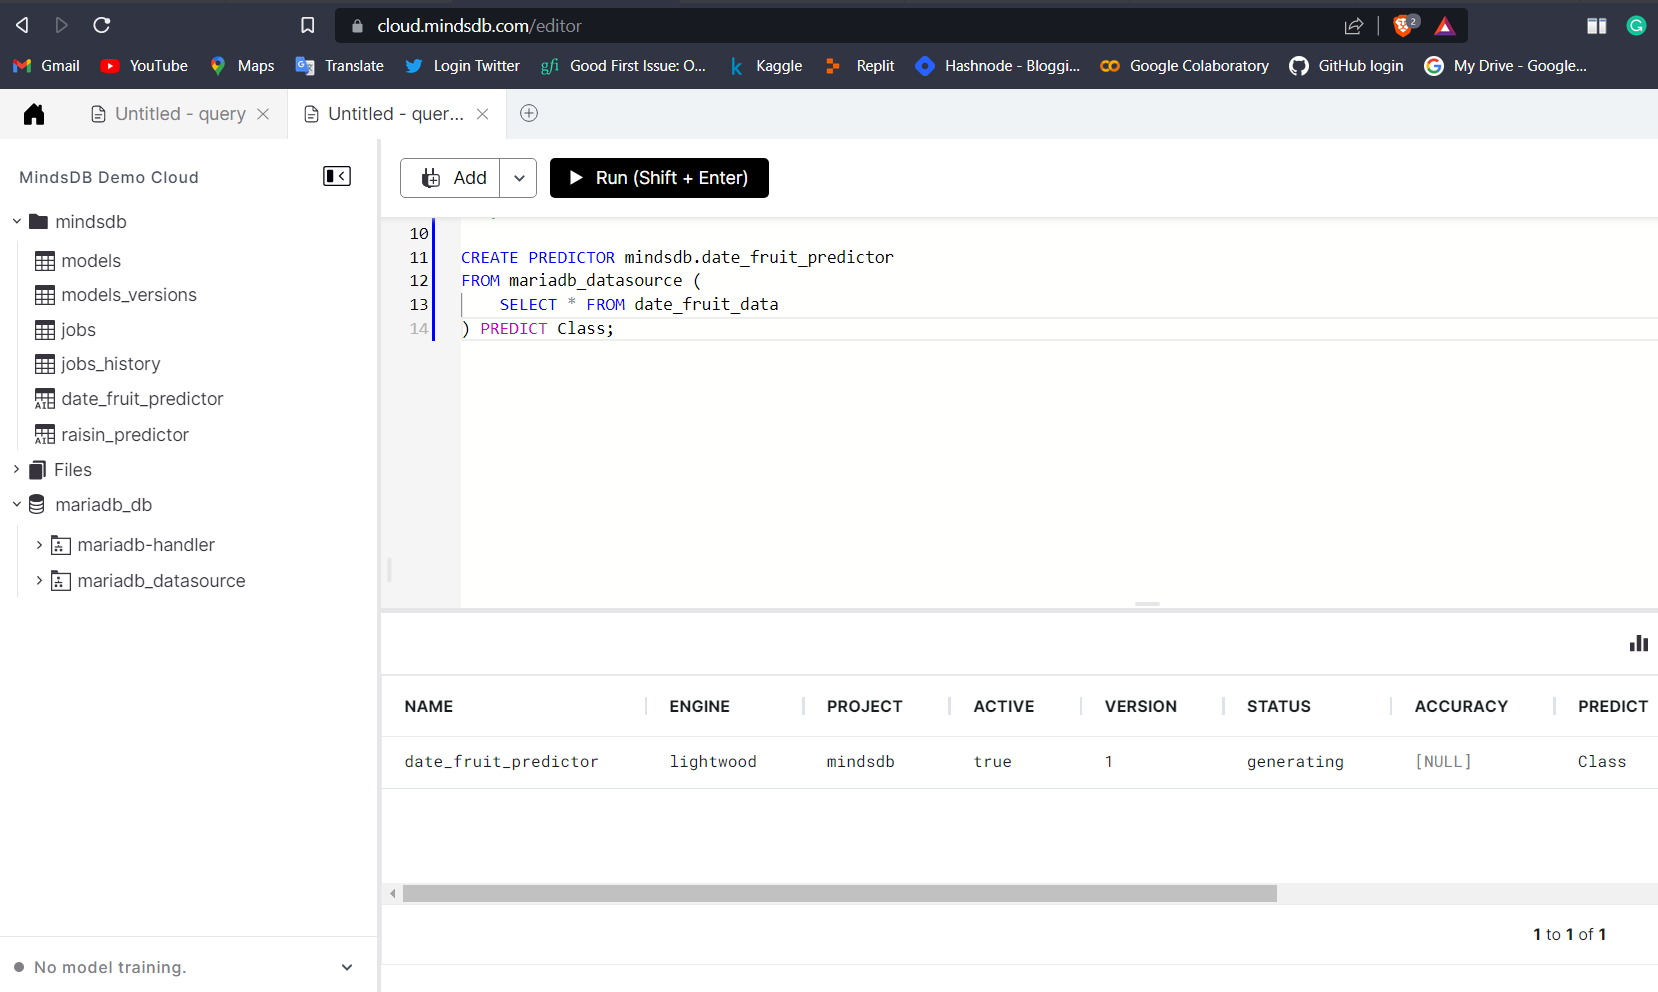 cloud.mindsdb.com/editor
2
Gmail YouTube Maps Translate Login Twitter gfi Good First Issue: O... Kaggle Replit Hashnode - Bloggi... Google Colaboratory GitHub login My Drive - Google...
Untitled - query Untitled - quer...
MindsDB Demo Cloud
Add
Run (Shift + Enter)
mindsdb
models
models_versions
jobs
jobs_history
date_fruit_predictor
raisin_predictor
Files
mariadb_db
mariadb-handler
mariadb_datasource
10
11 CREATE PREDICTOR mindsdb.date_fruit_predictor
12 FROM mariadb_datasource (
13 SELECT * FROM date_fruit_data
14 ) PREDICT Class;
NAME ENGINE PROJECT ACTIVE VERSION STATUS ACCURACY PREDICT
date_fruit_predictor lightwood mindsdb true 1 generating [NULL] Class
1 to 1 of 1
No model training.